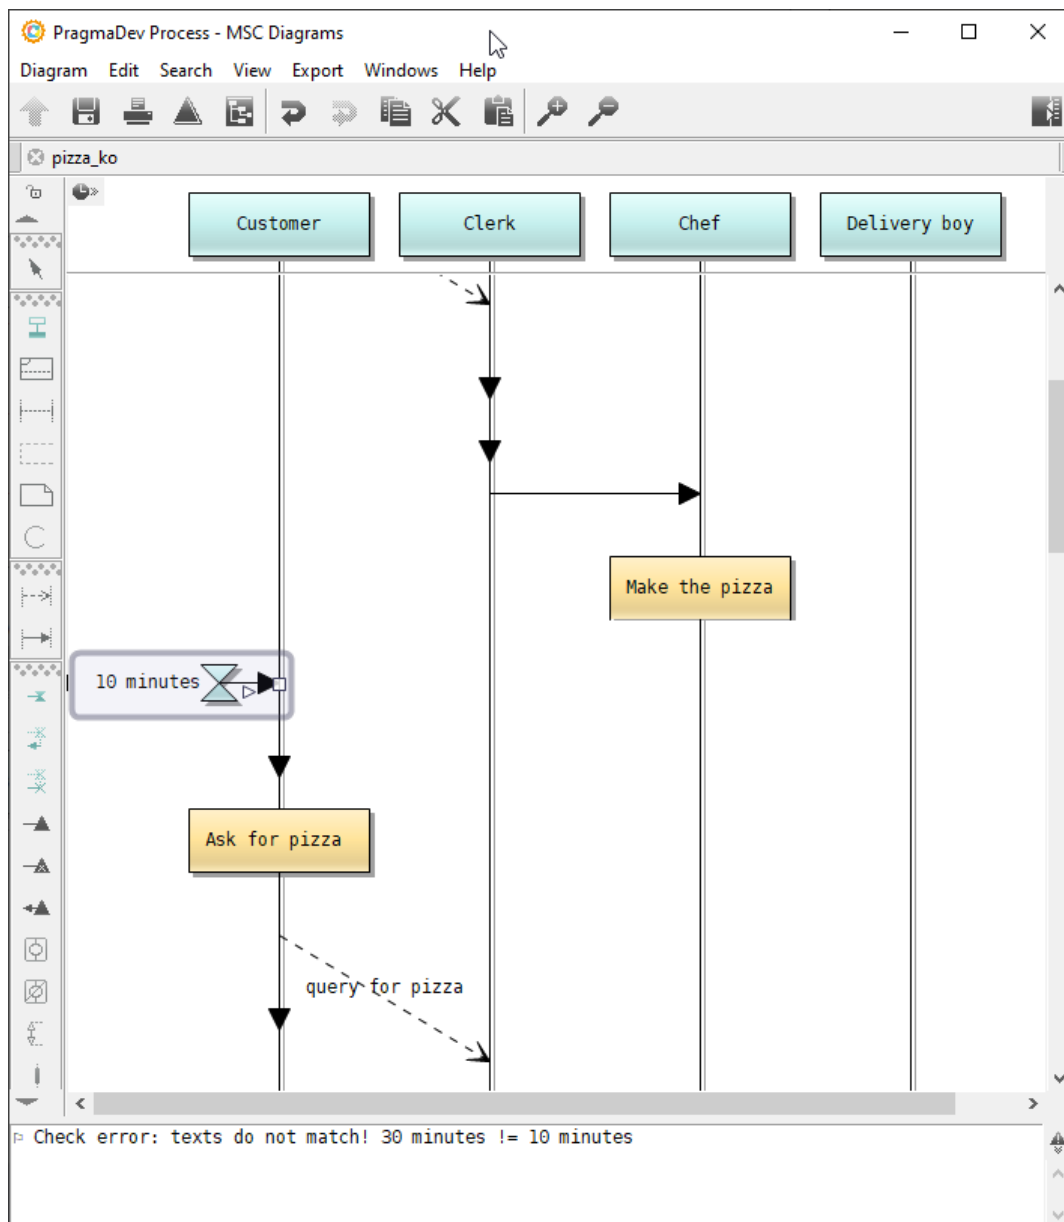 PragmaDev Process - MSC Diagrams
Diagram Edit Search View Export Windows Help
pizza_ko
Customer Clerk Chef Delivery boy
Make the pizza
10 minutes
Ask for pizza
query for pizza
Check error: texts do not match! 30 minutes != 10 minutes